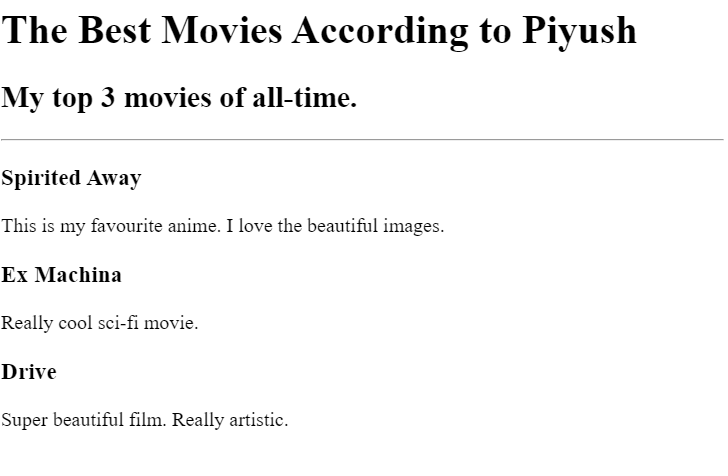 The Best Movies According to Piyush
My top 3 movies of all-time.
Spirited Away
This is my favourite anime. I love the beautiful images.
Ex Machina
Really cool sci-fi movie.
Drive
Super beautiful film. Really artistic.